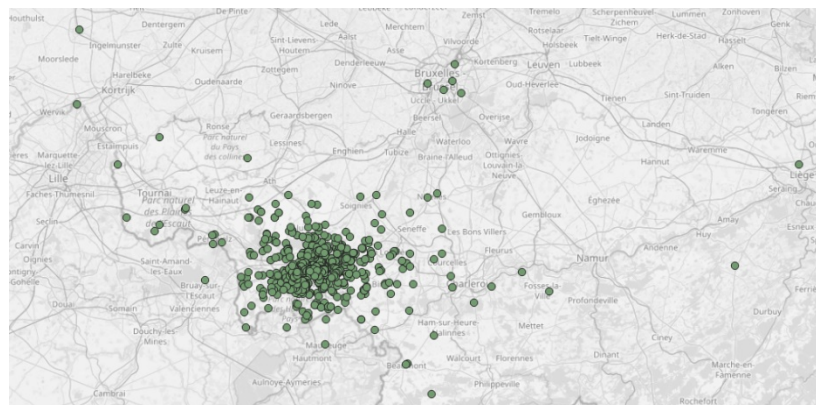 De Pinte
Zemst
Tremelo
Scherpenheuvel
Lummen
Zonhoven
Houthulst
Dentergem
Lede
Merchtem
Rotselaar
Zichem
Genk
Ingelmunster
Zulte
Kruisem
Sint-Lievens-
Houtem
Aalst
Asse
Vilvoorde
Holsbeek
Tielt-Winge
Herk-de-Stad
Hasselt
Moorslede
Zottegem
Denderleeuw
Bruxelles
Kortenberg
Leuven
Lubbeek
Alken
Bilzen
Harelbeke
Kortrijk
Oudenaarde
Ninove
Uccle - Ukkel
Oud-Heverlee
Sint-Truiden
Wervik
Geraardsbergen
Beersel
Overijse
Tienen
Tongeren
Mouscron
Ronse
Halle
Landen
Estaimpuis
Parc naturel
du Pays
des collines
Lessines
Waterloo
Wavre
Jodoigne
Marquette-
lez-Lille
Enghien
Tubize
Braine-l'Alleud
Ottignies-
Louvain-la-
Neuve
Waremme
Lille
Hannut
Liège
Faches-Thumesnil
Tournai
Leuze-en-
Hainaut
Ath
Seraing
Parc naturel
des Plaines
de l'Escaut
Soignies
Éghezée
Seclin
Gembloux
Amay
Esneux
Seneffe
Les Bons Villers
Huy
Carvin
Andenne
Oignies
Saint-Amand-
les-Eaux
Fleurus
Namur
Douai
Bruay-sur-
l'Escaut
Charleroi
Fosses-la-
Ville
Profondeville
Somain
Valenciennes
Durbuy
Douchy-les-
Mines
Ham-sur-Heure-
Nalinnes
Mettet
Ciney
Maubeuge
Hautmont
Beaumont
Walcourt
Florennes
Dinant
Marche-en-
Famenne
Aulnoye-Aymeries
Philippeville
Cambrai
Rochefort